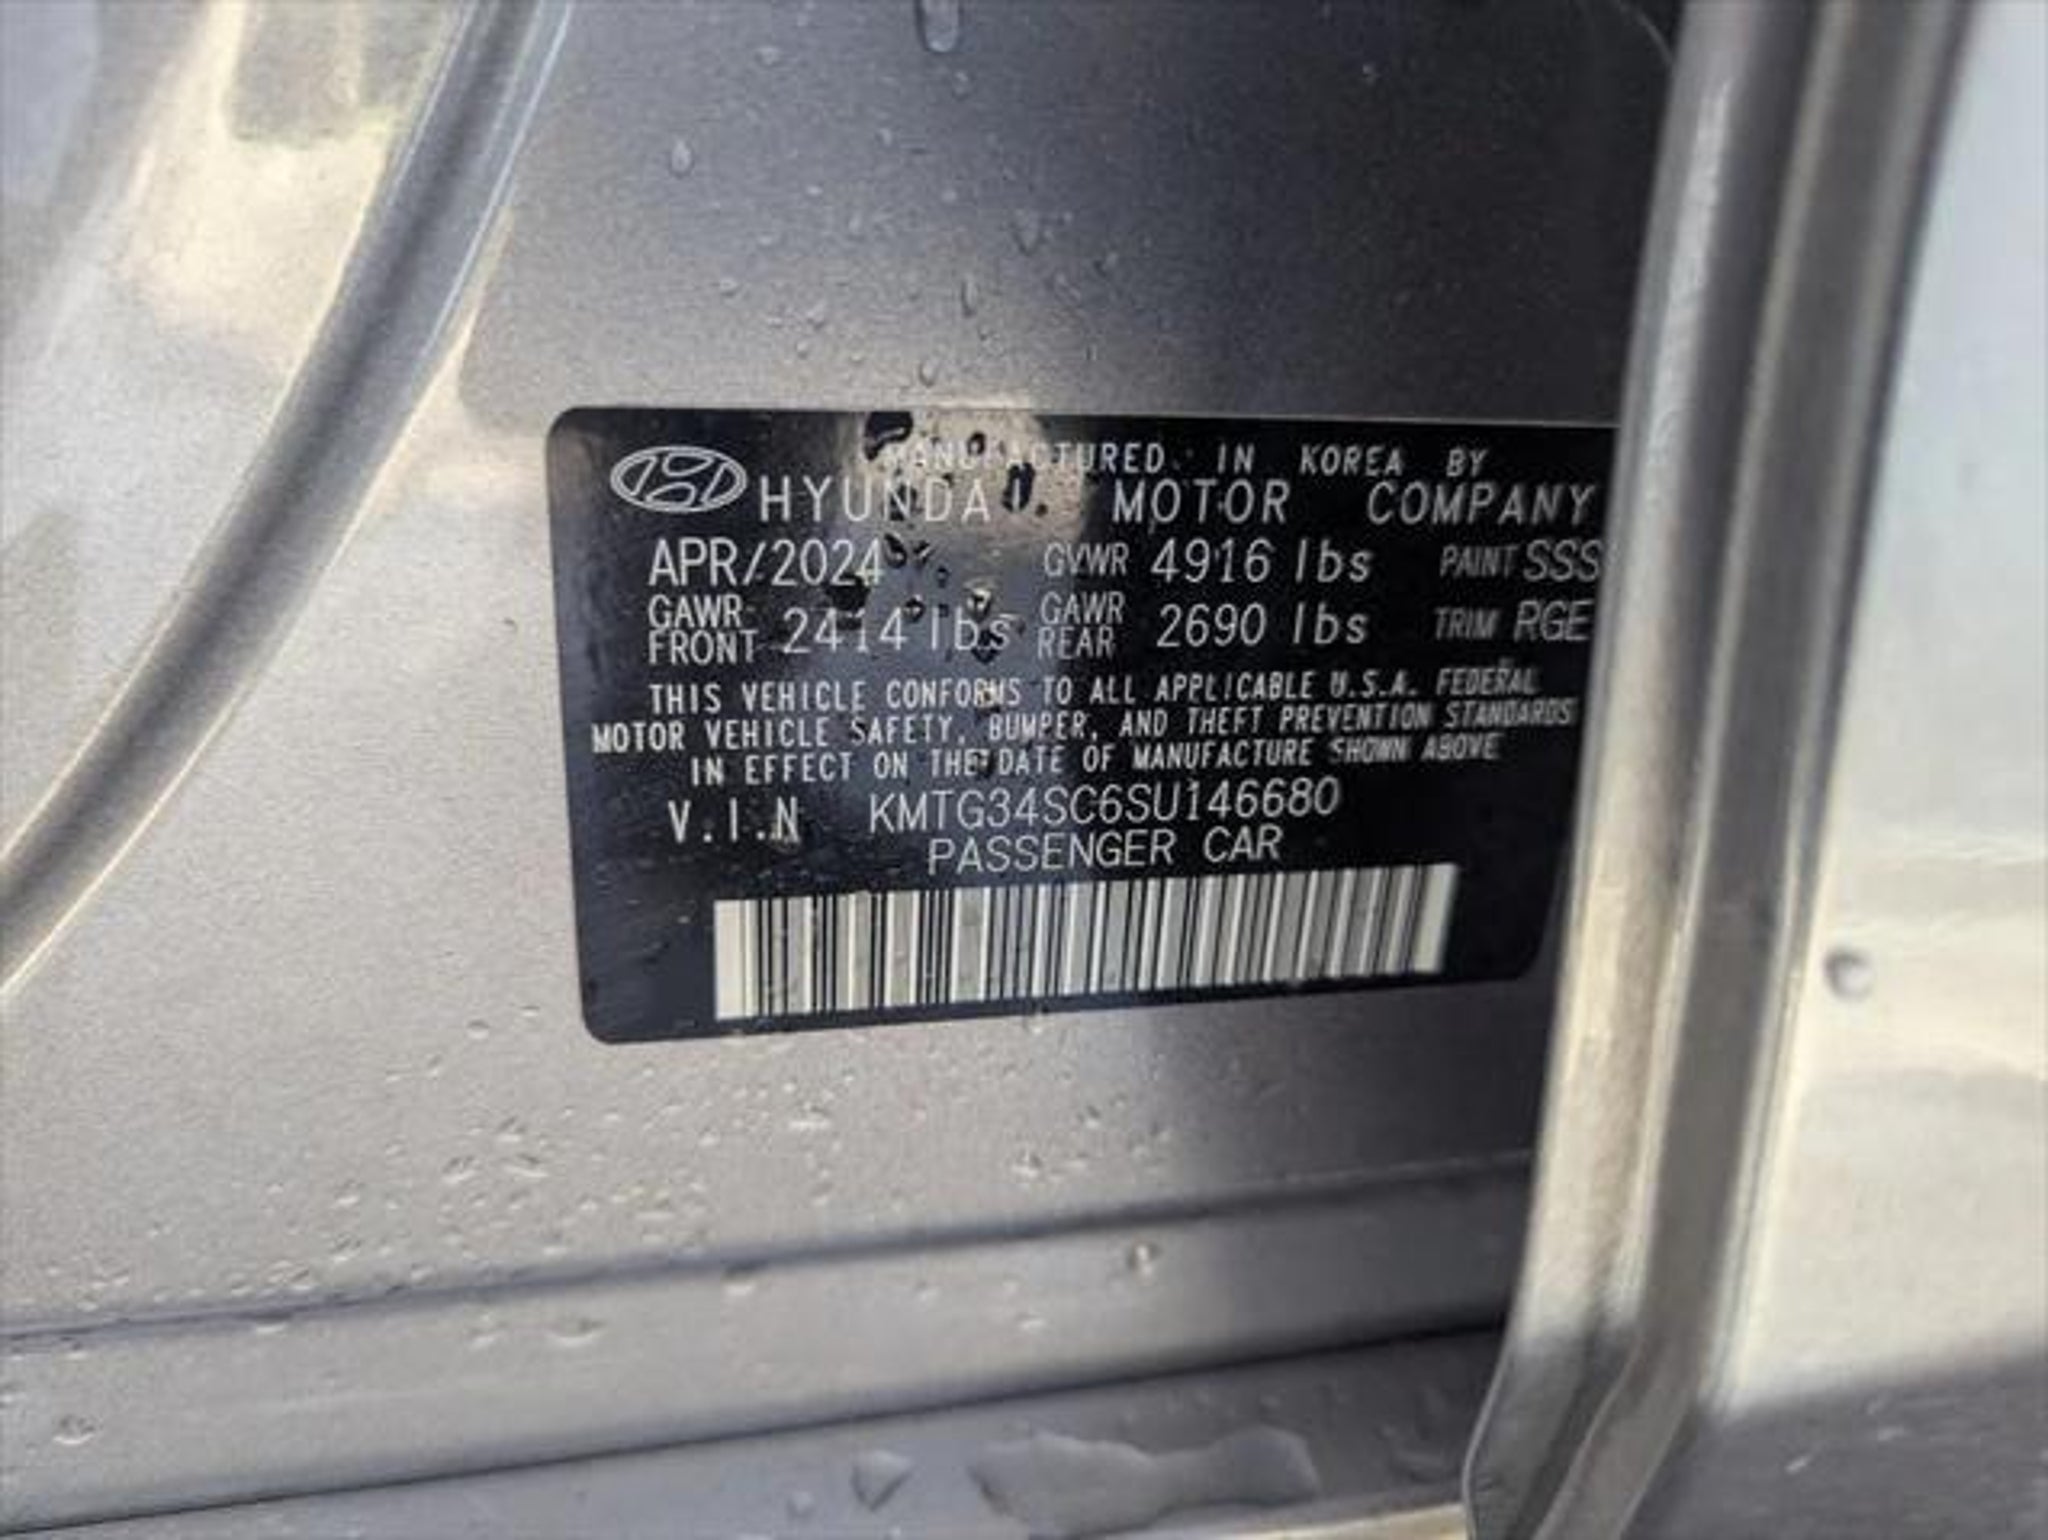 MANUFACTURED IN KOREA BY
HYUNDAI MOTOR COMPANY
APR/2024 GVWR 4916 lbs PAINT SSS
GAWR FRONT 2414 lbs GAWR REAR 2690 lbs TRIM RGE
THIS VEHICLE CONFORMS TO ALL APPLICABLE U.S.A. FEDERAL
MOTOR VEHICLE SAFETY, BUMPER, AND THEFT PREVENTION STANDARDS
IN EFFECT ON THE DATE OF MANUFACTURE SHOWN ABOVE
V.I.N KMTG34SC6SU146680
PASSENGER CAR